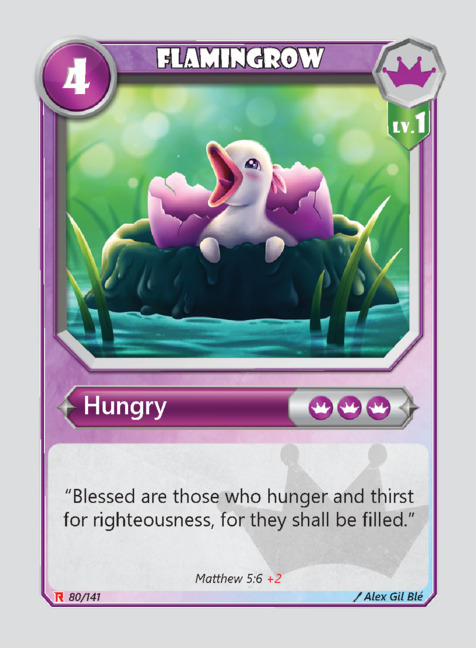 4
FLAMINGROW
LV.1
Hungry
“Blessed are those who hunger and thirst
for righteousness, for they shall be filled.”
Matthew 5:6 +2
R 80/141
Alex Gil Blé